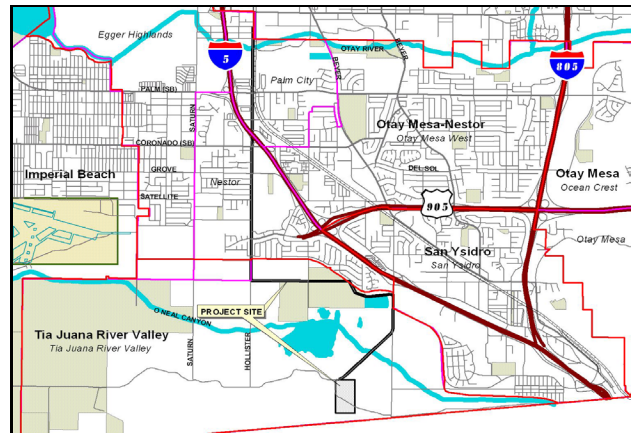 Egger Highlands
5
OTAY RIVER
BEYER
BEYER
805
Palm City
PALM (SB)
SATURN
Otay Mesa-Nestor
Otay Mesa West
CORONADO (SB)
GROVE
Imperial Beach
Nestor
DEL SOL
Otay Mesa
Ocean Crest
SATELLITE
905
San Ysidro
San Ysidro
Otay Mesa
PROJECT SITE
O NEAL CANYON
Tia Juana River Valley
Tia Juana River Valley
SATURN
HOLLISTER